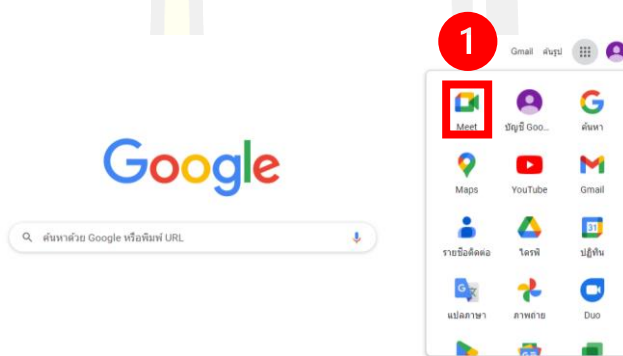 1
Gmail ค้นรูป
Meet บัญชี Goo... ค้นหา
Google
Maps YouTube Gmail
ค้นหาด้วย Google หรือพิมพ์ URL
31
รายชื่อติดต่อ ไดรฟ์ ปฏิทิน
G
แปลภาษา ภาพถ่าย Duo